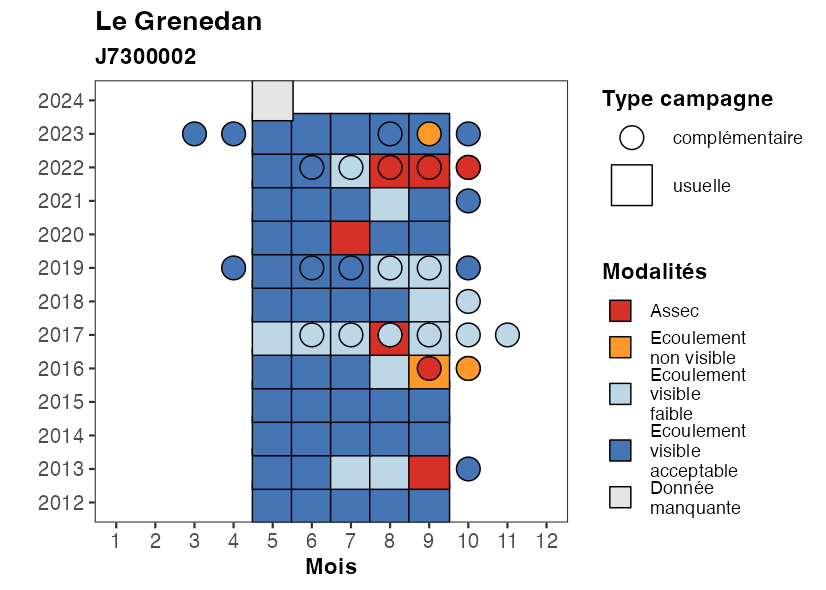 Le Grenedan
J7300002
2024
2023
2022
2021
2020
2019
2018
2017
2016
2015
2014
2013
2012
1 2 3 4 5 6 7 8 9 10 11 12
Mois
Type campagne
complémentaire
usuelle
Modalités
Assec
Ecoulement
non visible
Ecoulement
visible
faible
Ecoulement
visible
acceptable
Donnée
manquante